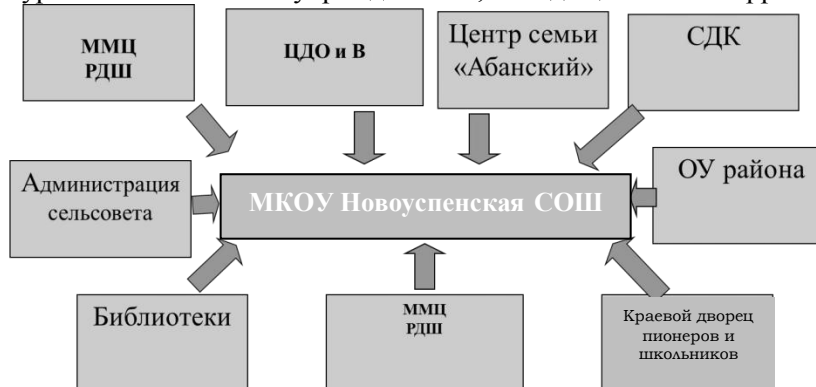 ММЦ
РДШ
ЦДО и В
Центр семьи
«Абанский»
СДК
Администрация
сельсовета
МКОУ Новоуспенская СОШ
ОУ района
Библиотеки
ММЦ
РДШ
Краевой дворец
пионеров и
школьников